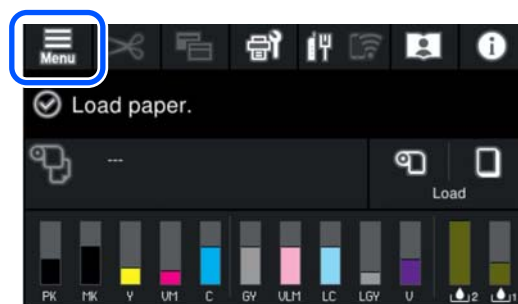 Menu
Load paper.
---
Load
PK MK Y VM C GY VLM LC LGY V 2 1